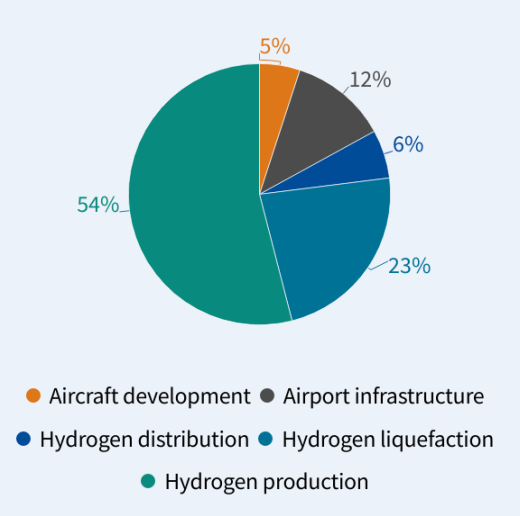 5%
12%
6%
54%
23%
Aircraft development Airport infrastructure
Hydrogen distribution Hydrogen liquefaction
Hydrogen production